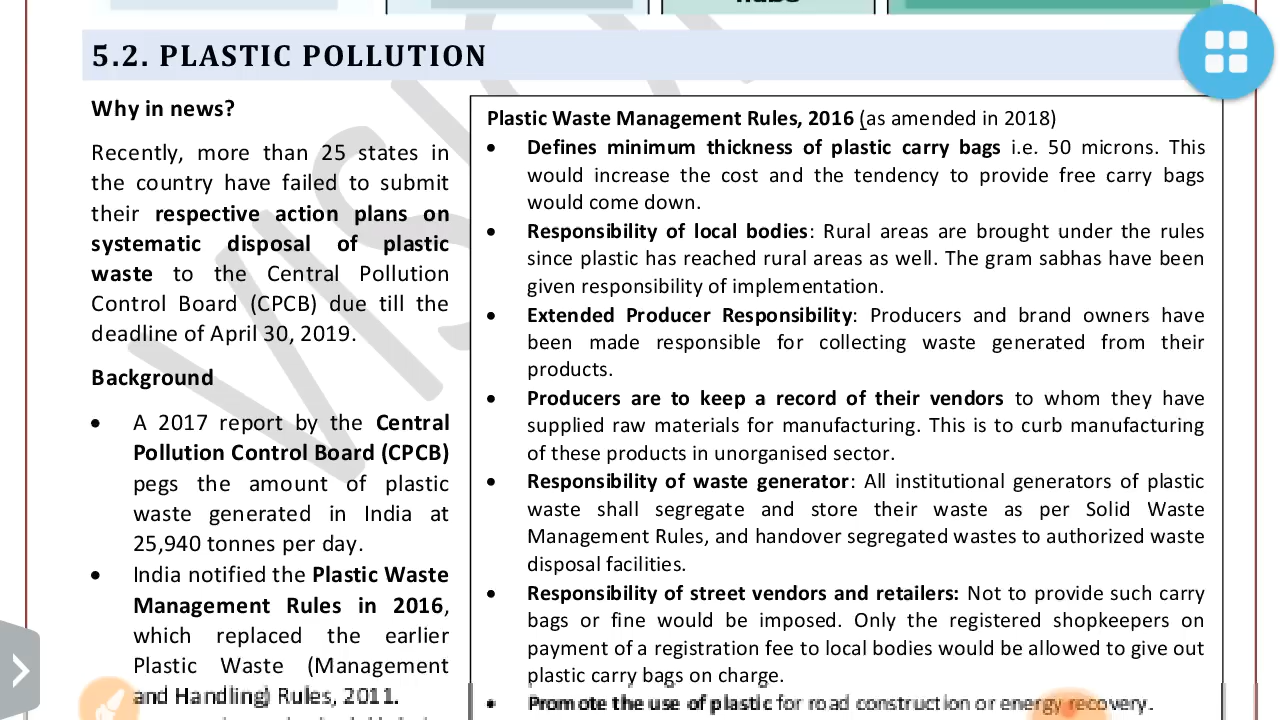 5.2. PLASTIC POLLUTION
Why in news?
Recently, more than 25 states in
the country have failed to submit
their respective action plans on
systematic disposal of plastic
waste to the Central Pollution
Control Board (CPCB) due till the
deadline of April 30, 2019.
Background
• A 2017 report by the Central
Pollution Control Board (CPCB)
pegs the amount of plastic
waste generated in India at
25,940 tonnes per day.
• India notified the Plastic Waste
Management Rules in 2016,
which replaced the earlier
Plastic Waste (Management
and Handling) Rules, 2011.
Plastic Waste Management Rules, 2016 (as amended in 2018)
• Defines minimum thickness of plastic carry bags i.e. 50 microns. This
would increase the cost and the tendency to provide free carry bags
would come down.
• Responsibility of local bodies: Rural areas are brought under the rules
since plastic has reached rural areas as well. The gram sabhas have been
given responsibility of implementation.
• Extended Producer Responsibility: Producers and brand owners have
been made responsible for collecting waste generated from their
products.
• Producers are to keep a record of their vendors to whom they have
supplied raw materials for manufacturing. This is to curb manufacturing
of these products in unorganised sector.
• Responsibility of waste generator: All institutional generators of plastic
waste shall segregate and store their waste as per Solid Waste
Management Rules, and handover segregated wastes to authorized waste
disposal facilities.
• Responsibility of street vendors and retailers: Not to provide such carry
bags or fine would be imposed. Only the registered shopkeepers on
payment of a registration fee to local bodies would be allowed to give out
plastic carry bags on charge.
• Promote the use of plastic for road construction or energy recovery.